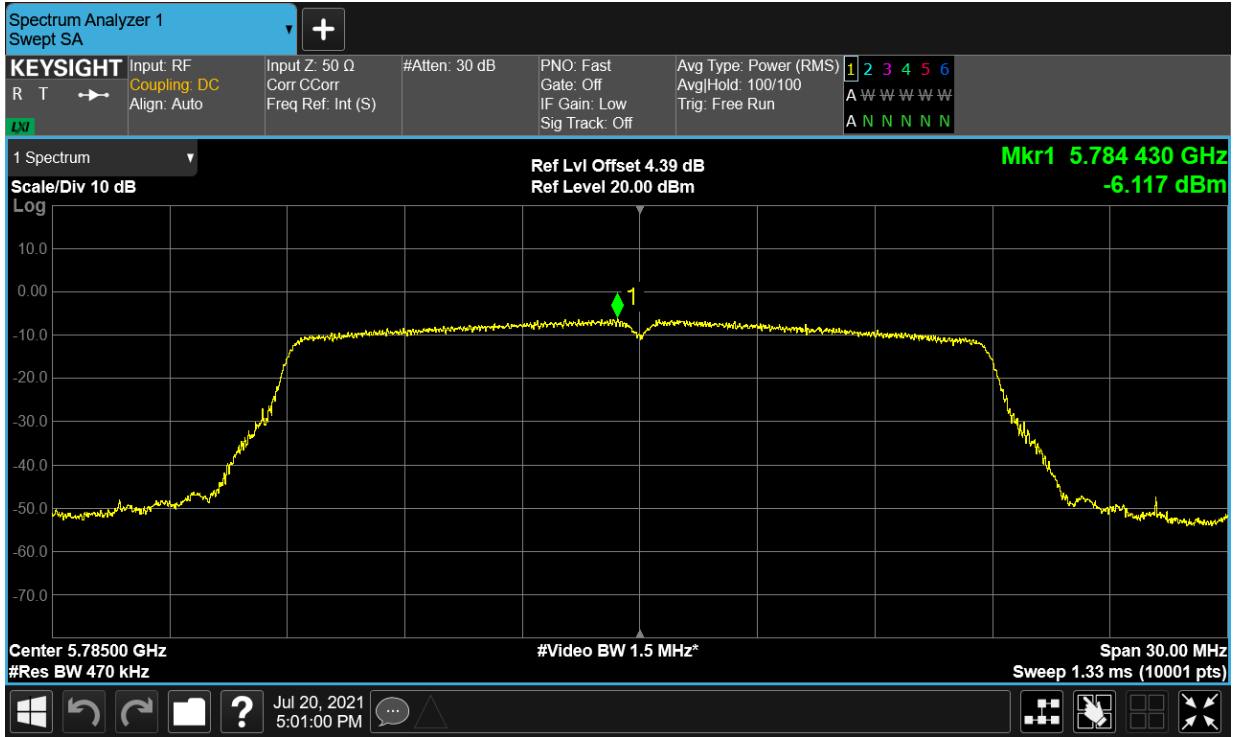 Spectrum Analyzer 1
Swept SA
+
KEYSIGHT Input: RF Input Z: 50 Ω #Atten: 30 dB PNO: Fast Avg Type: Power (RMS) 1 2 3 4 5 6
R T Coupling: DC Corr CCorr Gate: Off Avg|Hold: 100/100 A W W W W W
Align: Auto Freq Ref: Int (S) IF Gain: Low Trig: Free Run
LXI Sig Track: Off A N N N N N
1 Spectrum
Scale/Div 10 dB
Log
Ref Lvl Offset 4.39 dB
Ref Level 20.00 dBm
Mkr1 5.784 430 GHz
-6.117 dBm
10.0
0.00
1
-10.0
-20.0
-30.0
-40.0
-50.0
-60.0
-70.0
Center 5.78500 GHz #Video BW 1.5 MHz* Span 30.00 MHz
#Res BW 470 kHz Sweep 1.33 ms (10001 pts)
? Jul 20, 2021
5:01:00 PM